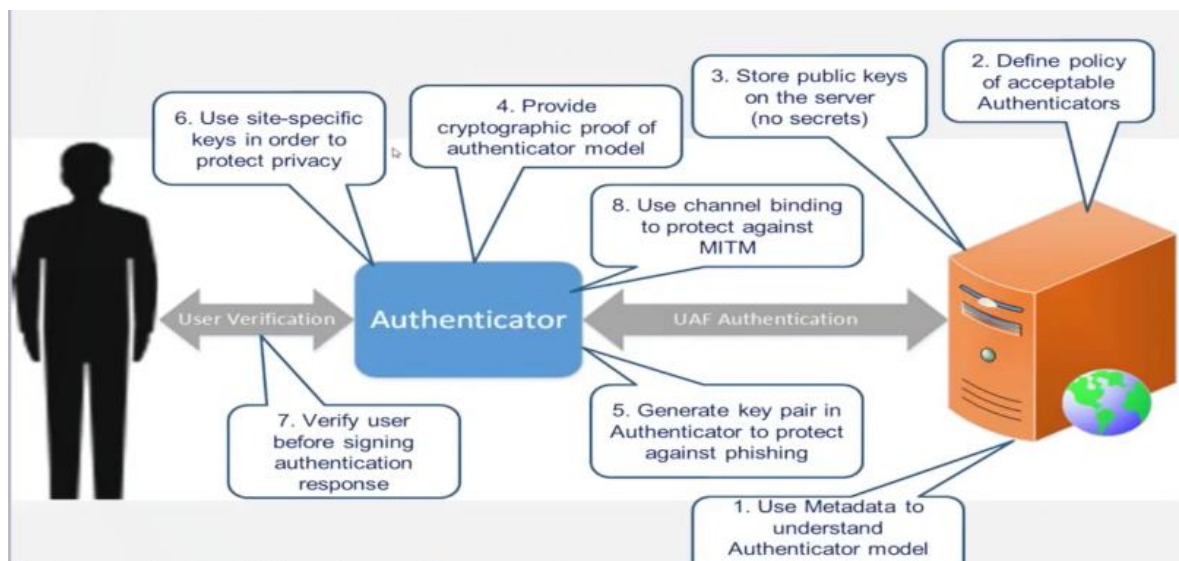 2. Define policy
of acceptable
Authenticators
3. Store public keys
on the server
(no secrets)
4. Provide
cryptographic proof of
authenticator model
6. Use site-specific
keys in order to
protect privacy
8. Use channel binding
to protect against
MITM
User Verification
Authenticator
UAF Authentication
7. Verify user
before signing
authentication
response
5. Generate key pair in
Authenticator to protect
against phishing
1. Use Metadata to
understand
Authenticator model